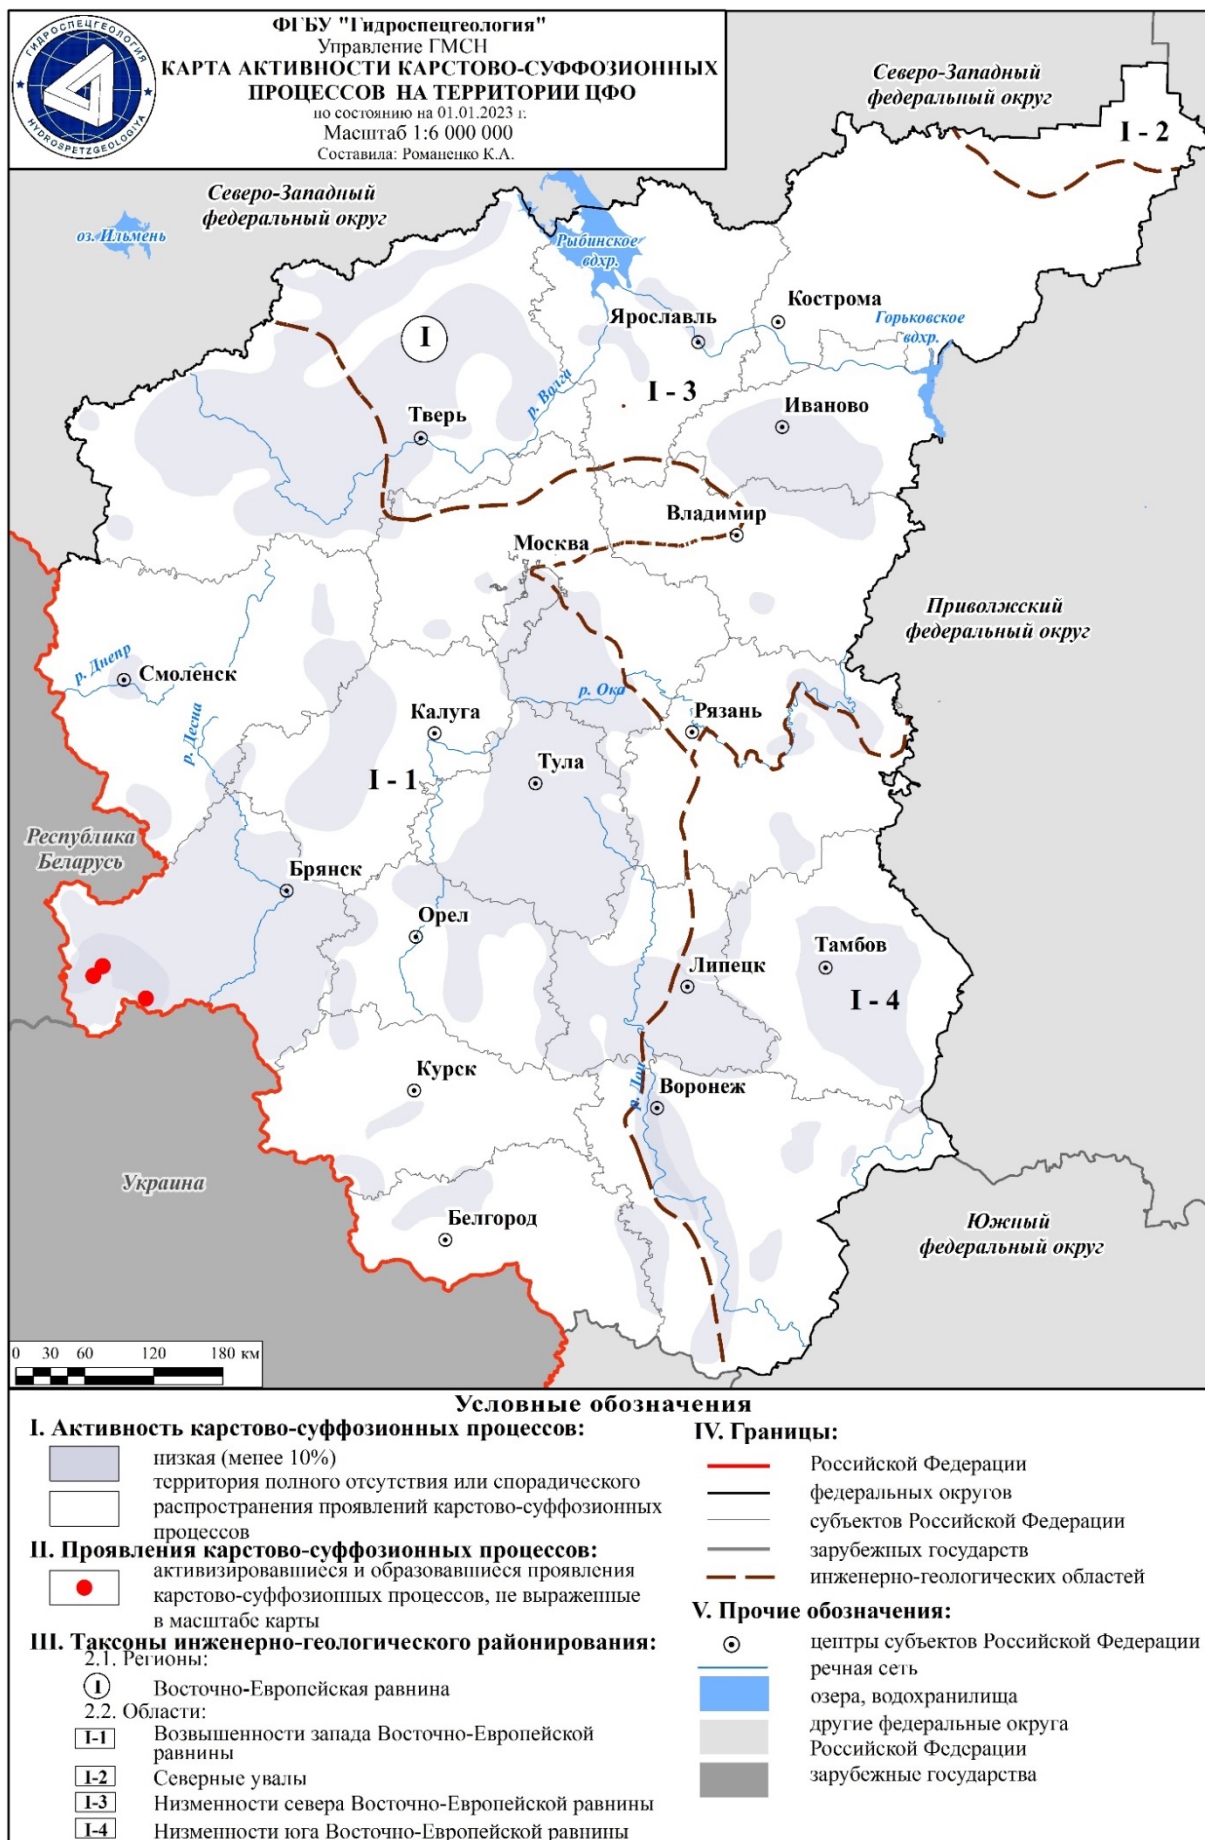 ФГБУ "Гидроспецгеология"
Управление ГМСН
КАРТА АКТИВНОСТИ КАРСТОВО-СУФФОЗИОННЫХ
ПРОЦЕССОВ НА ТЕРРИТОРИИ ЦФО
по состоянию на 01.01.2023 г.
Масштаб 1:6 000 000
Составила: Романенко К.А.
ГИДРОСПЕЦГЕОЛОГИЯ
HYDROSPETZGEOLOGIYA
Северо-Западный
федеральный округ
I - 2
Северо-Западный
федеральный округ
оз. Ильмень
Рыбинское
вдхр.
Кострома
Ярославль
Горьковское
вдхр.
I
I - 3
р. Волга
Иваново
Тверь
Владимир
Москва
Приволжский
федеральный округ
р. Днепр
Смоленск
р. Ока
Рязань
Калуга
р. Десна
Тула
I - 1
Республика
Беларусь
Брянск
Орел
Тамбов
Липецк
I - 4
Курск
р. Дон
Воронеж
Украина
Белгород
Южный
федеральный округ
0 30 60 120 180 км
Условные обозначения
I. Активность карстово-суффозионных процессов:
низкая (менее 10%)
территория полного отсутствия или спорадического
распространения проявлений карстово-суффозионных
процессов
II. Проявления карстово-суффозионных процессов:
активизировавшиеся и образовавшиеся проявления
карстово-суффозионных процессов, не выраженные
в масштабе карты
III. Таксоны инженерно-геологического районирования:
2.1. Регионы:
I Восточно-Европейская равнина
2.2. Области:
I-1 Возвышенности запада Восточно-Европейской
равнины
I-2 Северные увалы
I-3 Низменности севера Восточно-Европейской равнины
I-4 Низменности юга Восточно-Европейской равнины
IV. Границы:
Российской Федерации
федеральных округов
субъектов Российской Федерации
зарубежных государств
инженерно-геологических областей
V. Прочие обозначения:
центры субъектов Российской Федерации
речная сеть
озера, водохранилища
другие федеральные округа
Российской Федерации
зарубежные государства